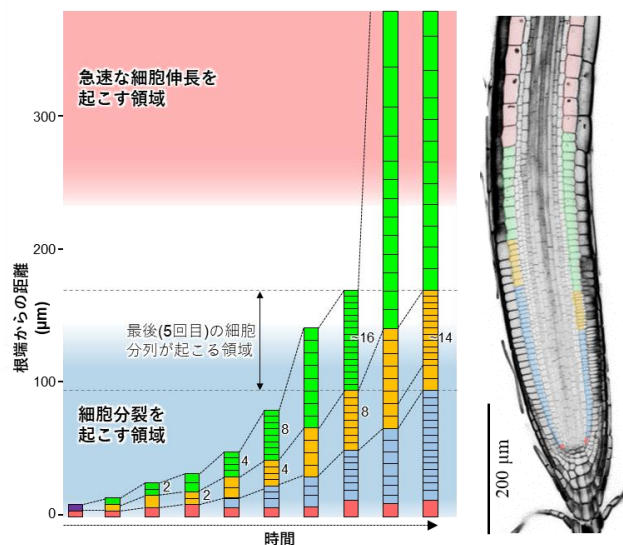 急速な細胞伸長を
起こす領域
300
200
根端からの距離
(μm)
最後(5回目)の細胞
分列が起こる領域
~16
~14
100
8
8
細胞分裂を
起こす領域
4
4
2
2
0
時間
200 μm